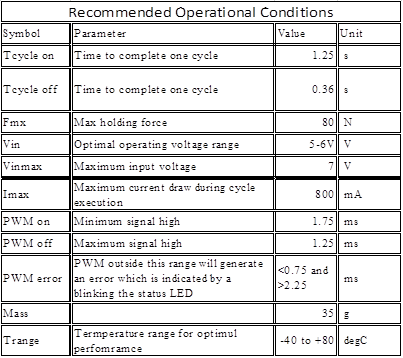 Recommended Operational Conditions
Symbol Parameter Value Unit
Tcycle on Time to complete one cycle 1.25 s
Tcycle off Time to complete one cycle 0.36 s
Fmx Max holding force 80 N
Vin Optimal operating voltage range 5-6V V
Vinmax Maximum input voltage 7 V
Imax Maximum current draw during cycle execution 800 mA
PWM on Minimum signal high 1.75 ms
PWM off Maximum signal high 1.25 ms
PWM error PWM outside this range will generate an error which is indicated by a blinking the status LED <0.75 and >2.25 ms
Mass 35 g
Trange Termperature range for optimul perfomramce -40 to +80 degC